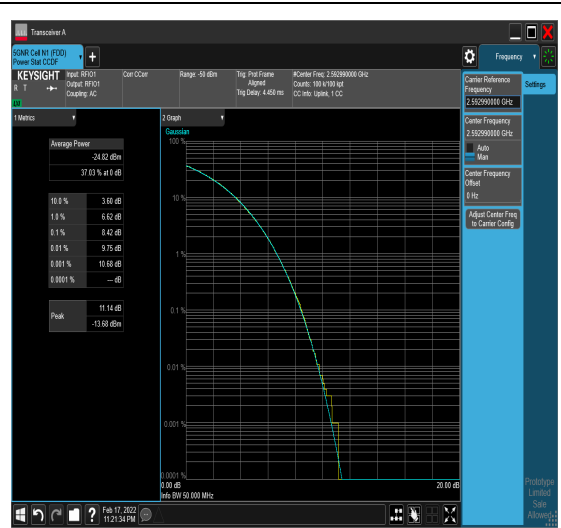 Transceiver A
5GNR Cell N1 (FDD)
Power Stat CCDF
Frequency
KEYSIGHT
R T
LVI
Input: RFIO1
Output: RFIO1
Coupling: AC
Corr CCorr
Range: -50 dBm
Trig: Prot Frame
Aligned
Trig Delay: 4.450 ms
#Center Freq: 2.592990000 GHz
Counts: 100 k/100 kpt
CC Info: Uplink, 1 CC
Carrier Reference
Frequency
2.592990000 GHz
Settings
Center Frequency
2.592990000 GHz
Auto
Man
Center Frequency
Offset
0 Hz
Adjust Center Freq
to Carrier Config
1 Metrics
Average Power
-24.82 dBm
37.03 % at 0 dB
10.0 % 3.60 dB
1.0 % 6.62 dB
0.1 % 8.42 dB
0.01 % 9.75 dB
0.001 % 10.68 dB
0.0001 % --- dB
Peak 11.14 dB
-13.68 dBm
2 Graph
Gaussian
100 %
10 %
1 %
0.1 %
0.01 %
0.001 %
0.0001 %
0.00 dB
20.00 dB
Info BW 50.000 MHz
Prototype
Limited
Sale
Allowed
?
Feb 17, 2022
11:21:34 PM